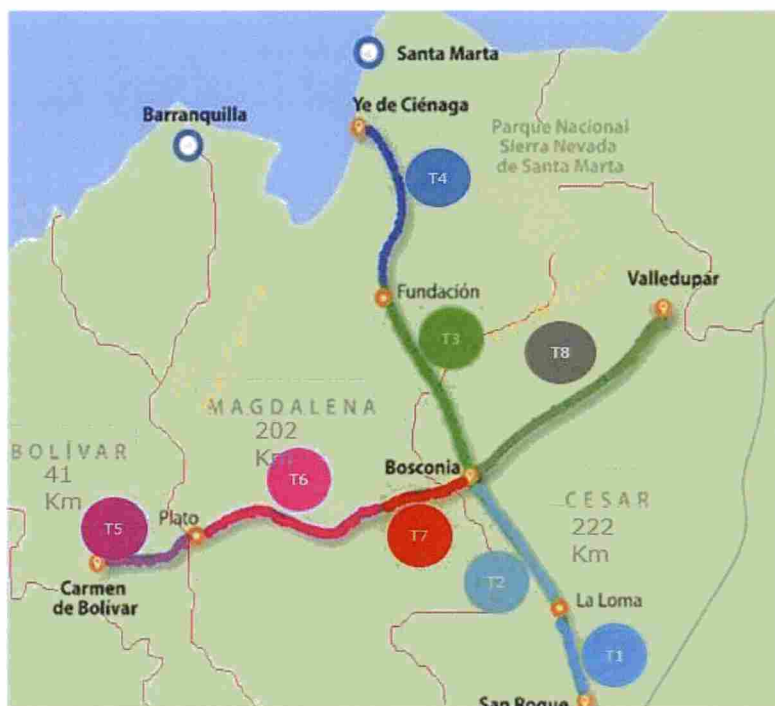 Santa Marta
Ye de Ciénaga
Barranquilla
Parque Nacional
Sierra Nevada
de Santa Marta
T4
Valledupar
Fundación
T3
T8
MAGDALENA
202
Km
BOLÍVAR
41
Km
Bosconia
T6
CESAR
222
Km
T5
Plato
T7
Carmen
de Bolívar
T2
La Loma
T1
San Roque